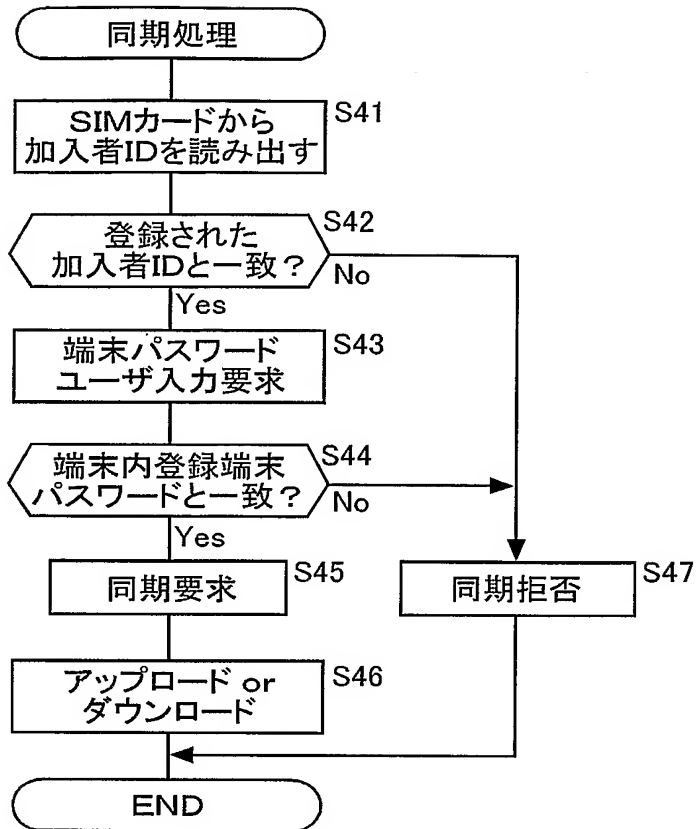 同期処理
SIMカードから
加入者IDを読み出す
S41
登録された
加入者IDと一致？
S42
No
Yes
端末パスワード
ユーザ入力要求
S43
端末内登録端末
パスワードと一致？
S44
No
Yes
同期要求
S45
同期拒否
S47
アップロード or
ダウンロード
S46
END